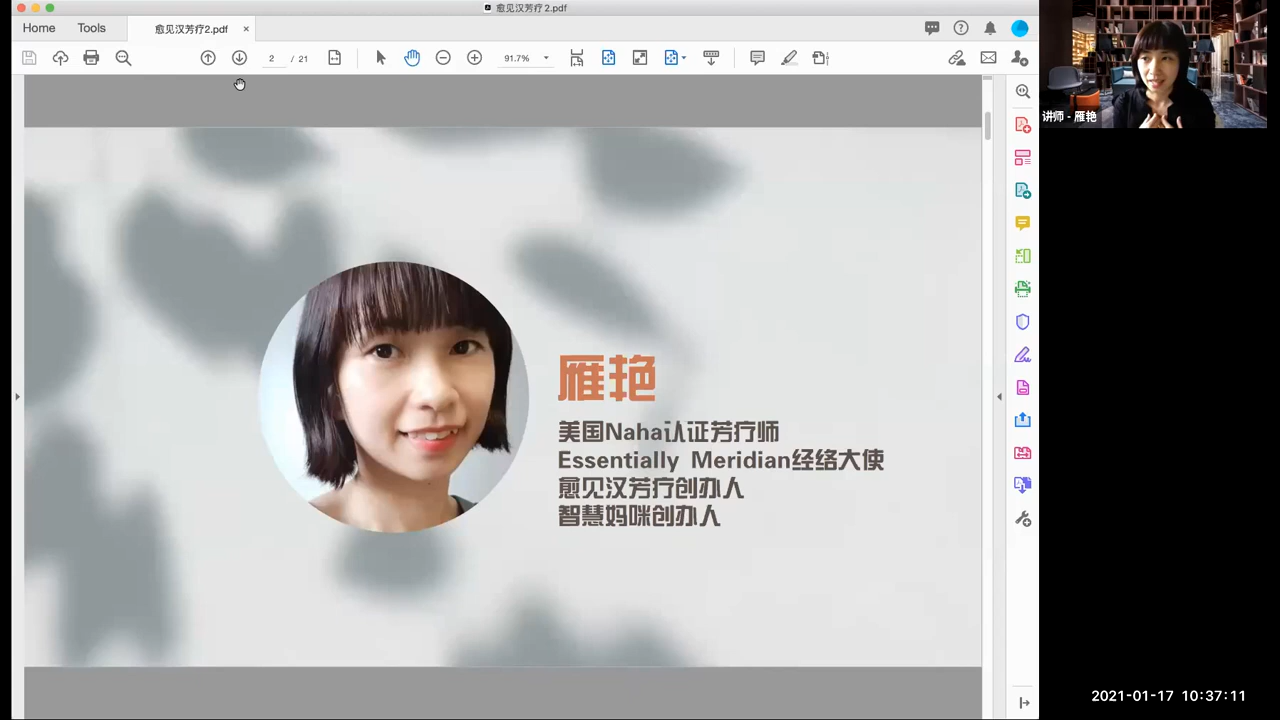 愈见汉芳疗2.pdf
Home
Tools
愈见汉芳疗2.pdf ×
2 / 21
91.7%
讲师 - 雁艳
雁艳
美国Naha认证芳疗师
Essentially Meridian经络大使
愈见汉芳疗创办人
智慧妈咪创办人
2021-01-17 10:37:11